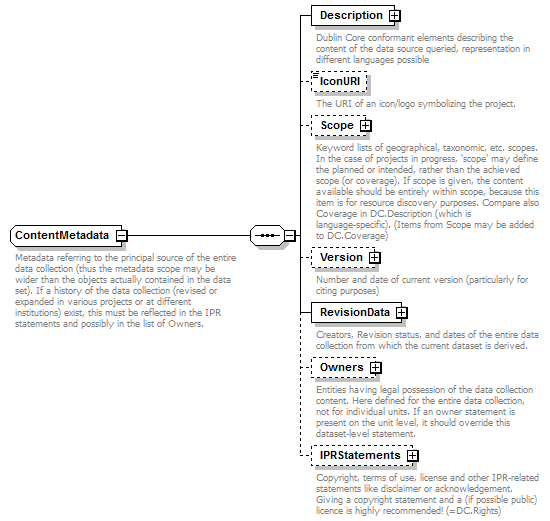 ContentMetadata
Metadata referring to the principal source of the entire
data collection (thus the metadata scope may be
wider than the objects actually contained in the data
set). If a history of the data collection (revised or
expanded in various projects or at different
institutions) exist, this must be reflected in the IPR
statements and possibly in the list of Owners.
Description
Dublin Core conformant elements describing the
content of the data source queried, representation in
different languages possible
IconURI
The URI of an icon/logo symbolizing the project.
Scope
Keyword lists of geographical, taxonomic, etc. scopes.
In the case of projects in progress, 'scope' may define
the planned or intended, rather than the achieved
scope (or coverage). If scope is given, the content
available should be entirely within scope, because this
item is for resource discovery purposes. Compare also
Coverage in DC.Description (which is
language-specific). (Items from Scope may be added
to DC.Coverage)
Version
Number and date of current version (particularly for
citing purposes)
RevisionData
Creators, Revision status, and dates of the entire data
collection from which the current dataset is derived.
Owners
Entities having legal possession of the data collection
content. Here defined for the entire data collection,
not for individual units. If an owner statement is
present on the unit level, it should override this
dataset-level statement.
IPRStatements
Copyright, terms of use, license and other IPR-related
statements like disclaimer or acknowledgement.
Giving a copyright statement and a (if possible public)
licence is highly recommended! (=DC.Rights)